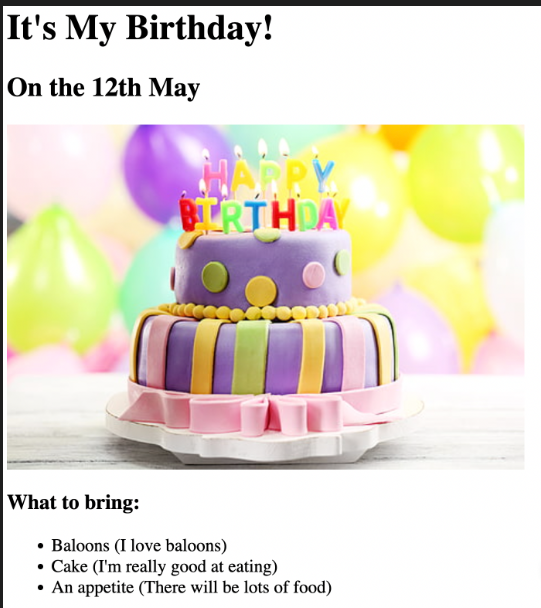 It's My Birthday!
On the 12th May
HAPPY
BIRTHDAY
What to bring:
Baloons (I love baloons)
Cake (I'm really good at eating)
An appetite (There will be lots of food)